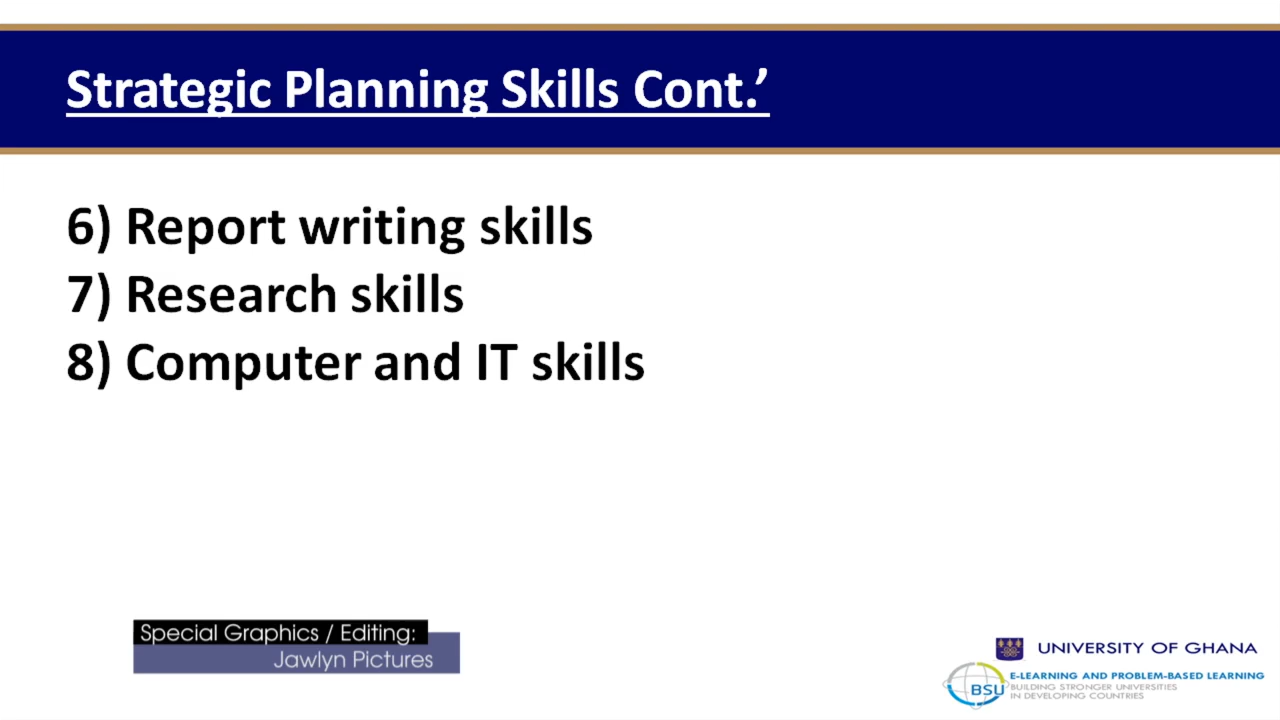 Strategic Planning Skills Cont.’
6) Report writing skills
7) Research skills
8) Computer and IT skills
Special Graphics / Editing:
Jawlyn Pictures
UNIVERSITY OF GHANA
BSU
E-LEARNING AND PROBLEM-BASED LEARNING
BUILDING STRONGER UNIVERSITIES
IN DEVELOPING COUNTRIES